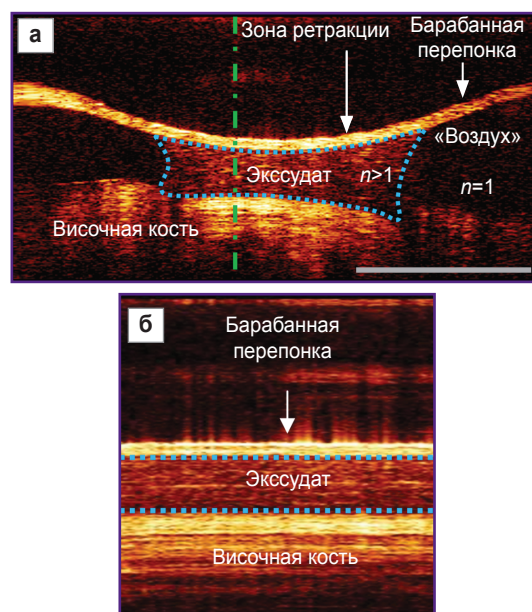 а
Зона ретракции
Барабанная
перепонка
«Воздух»
Экссудат
n>1
n=1
Височная кость
б
Барабанная
перепонка
Экссудат
Височная кость